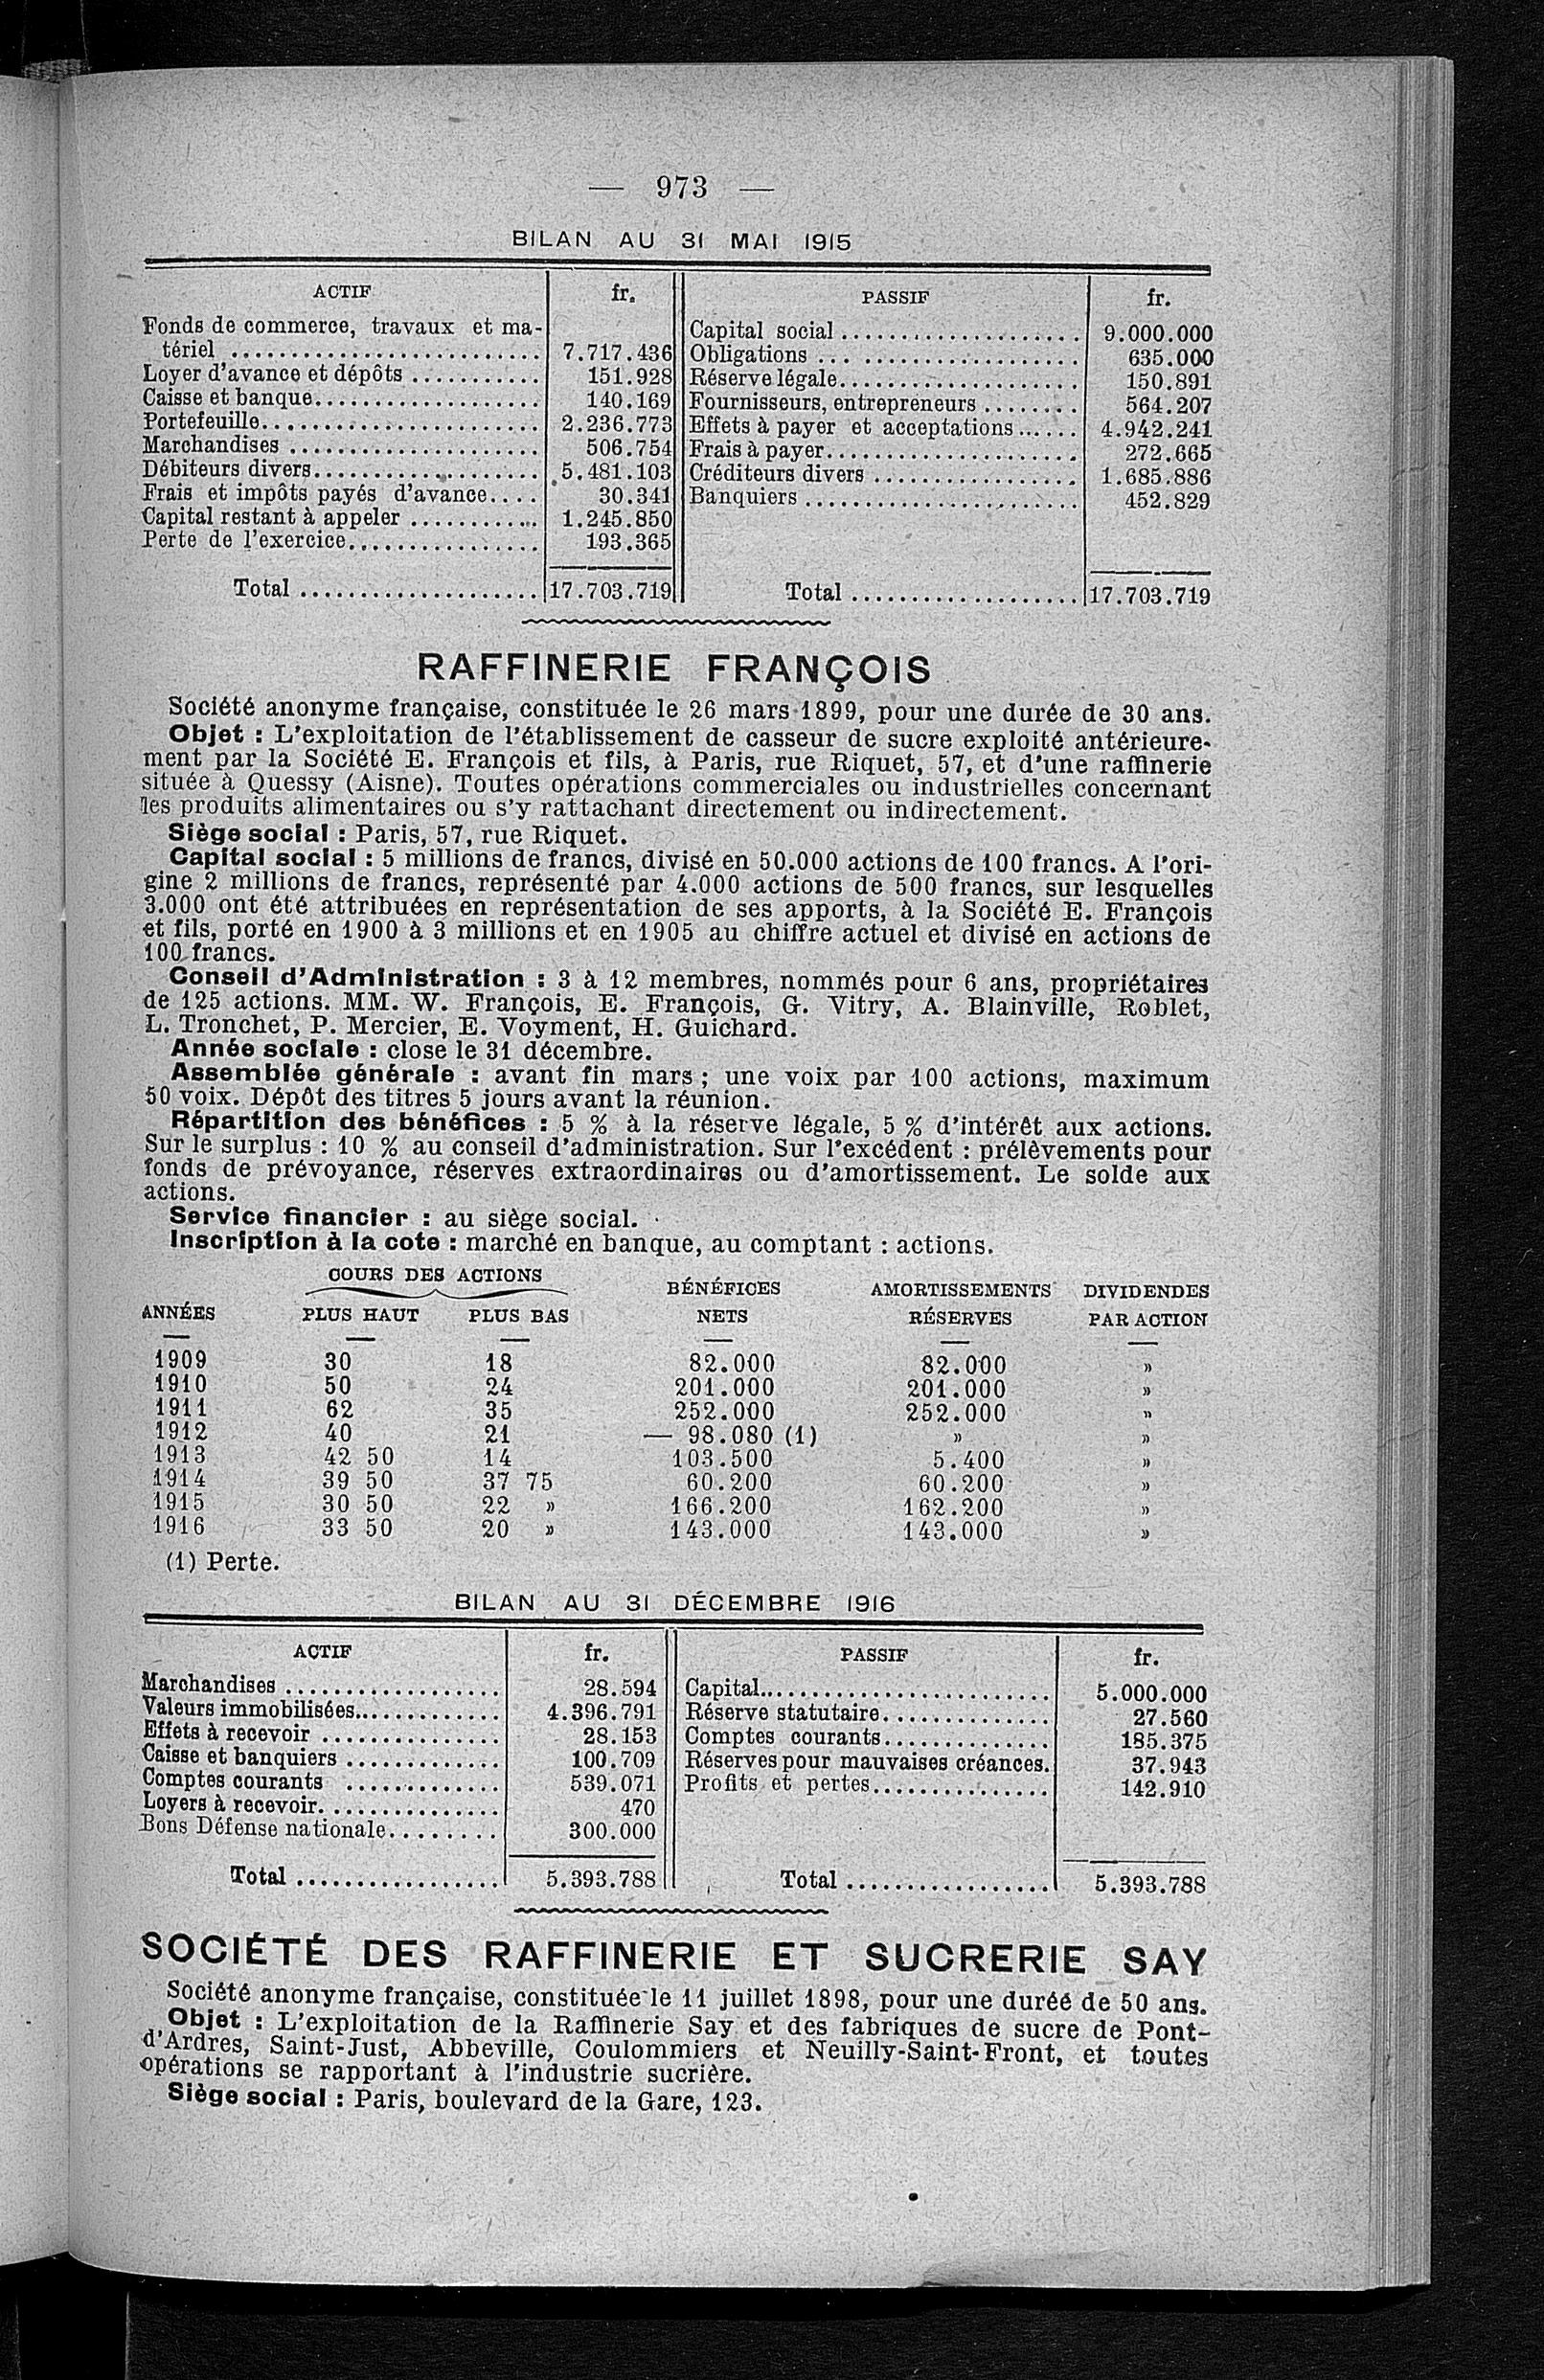 — 973 —
BILAN AU 31 MAI 1915
ACTIF fr. PASSIF fr.
Fonds de commerce, travaux et ma-
tériel .......................... 7.717.436
Loyer d'avance et dépôts ........... 151.928
Caisse et banque................... 140.169
Portefeuille....................... 2.236.773
Marchandises ..................... 506.754
Débiteurs divers................... 5.481.103
Frais et impôts payés d'avance.... 30.341
Capital restant à appeler ........... 1.245.850
Perte de l'exercice................ 193.365
Total .................... 17.703.719
Capital social .................... 9.000.000
Obligations ... .................. 635.000
Réserve légale.................... 150.891
Fournisseurs, entrepreneurs ........ 564.207
Effets à payer et acceptations...... 4.942.241
Frais à payer..................... 272.665
Créditeurs divers ................. 1.685.886
Banquiers ....................... 452.829
Total ................... 17.703.719
RAFFINERIE FRANÇOIS
Société anonyme française, constituée le 26 mars 1899, pour une durée de 30 ans.
Objet : L'exploitation de l'établissement de casseur de sucre exploité antérieure-
ment par la Société E. François et fils, à Paris, rue Riquet, 57, et d'une raffinerie
située à Quessy (Aisne). Toutes opérations commerciales ou industrielles concernant
les produits alimentaires ou s'y rattachant directement ou indirectement.
Siège social : Paris, 57, rue Riquet.
Capital social : 5 millions de francs, divisé en 50.000 actions de 100 francs. A l'ori-
gine 2 millions de francs, représenté par 4.000 actions de 500 francs, sur lesquelles
3.000 ont été attribuées en représentation de ses apports, à la Société E. François
et fils, porté en 1900 à 3 millions et en 1905 au chiffre actuel et divisé en actions de
100 francs.
Conseil d'Administration : 3 à 12 membres, nommés pour 6 ans, propriétaires
de 125 actions. MM. W. François, E. François, G. Vitry, A. Blainville, Roblet,
L. Tronchet, P. Mercier, E. Voyment, H. Guichard.
Année sociale : close le 31 décembre.
Assemblée générale : avant fin mars ; une voix par 100 actions, maximum
50 voix. Dépôt des titres 5 jours avant la réunion.
Répartition des bénéfices : 5 % à la réserve légale, 5 % d'intérêt aux actions.
Sur le surplus : 10 % au conseil d'administration. Sur l'excédent : prélèvements pour
fonds de prévoyance, réserves extraordinaires ou d'amortissement. Le solde aux
actions.
Service financier : au siège social.
Inscription à la cote : marché en banque, au comptant : actions.
COURS DES ACTIONS BÉNÉFICES AMORTISSEMENTS DIVIDENDES
ANNÉES PLUS HAUT PLUS BAS NETS RÉSERVES PAR ACTION
1909 30 18 82.000 82.000 »
1910 50 24 201.000 201.000 »
1911 62 35 252.000 252.000 »
1912 40 21 — 98.080 (1) » »
1913 42 50 14 103.500 5.400 »
1914 39 50 37 75 60.200 60.200 »
1915 30 50 22 » 166.200 162.200 »
1916 33 50 20 » 143.000 143.000 »
(1) Perte.
BILAN AU 31 DÉCEMBRE 1916
ACTIF fr. PASSIF fr.
Marchandises .................. 28.594
Valeurs immobilisées............ 4.396.791
Effets à recevoir ............... 28.153
Caisse et banquiers ............. 100.709
Comptes courants ............. 539.071
Loyers à recevoir............... 470
Bons Défense nationale......... 300.000
Total ................. 5.393.788
Capital........................ 5.000.000
Réserve statutaire.............. 27.560
Comptes courants.............. 185.375
Réserves pour mauvaises créances. 37.943
Profits et pertes............... 142.910
Total ................. 5.393.788
SOCIÉTÉ DES RAFFINERIE ET SUCRERIE SAY
Société anonyme française, constituée le 11 juillet 1898, pour une durée de 50 ans.
Objet : L'exploitation de la Raffinerie Say et des fabriques de sucre de Pont-
d'Ardres, Saint-Just, Abbeville, Coulommiers et Neuilly-Saint-Front, et toutes
opérations se rapportant à l'industrie sucrière.
Siège social : Paris, boulevard de la Gare, 123.